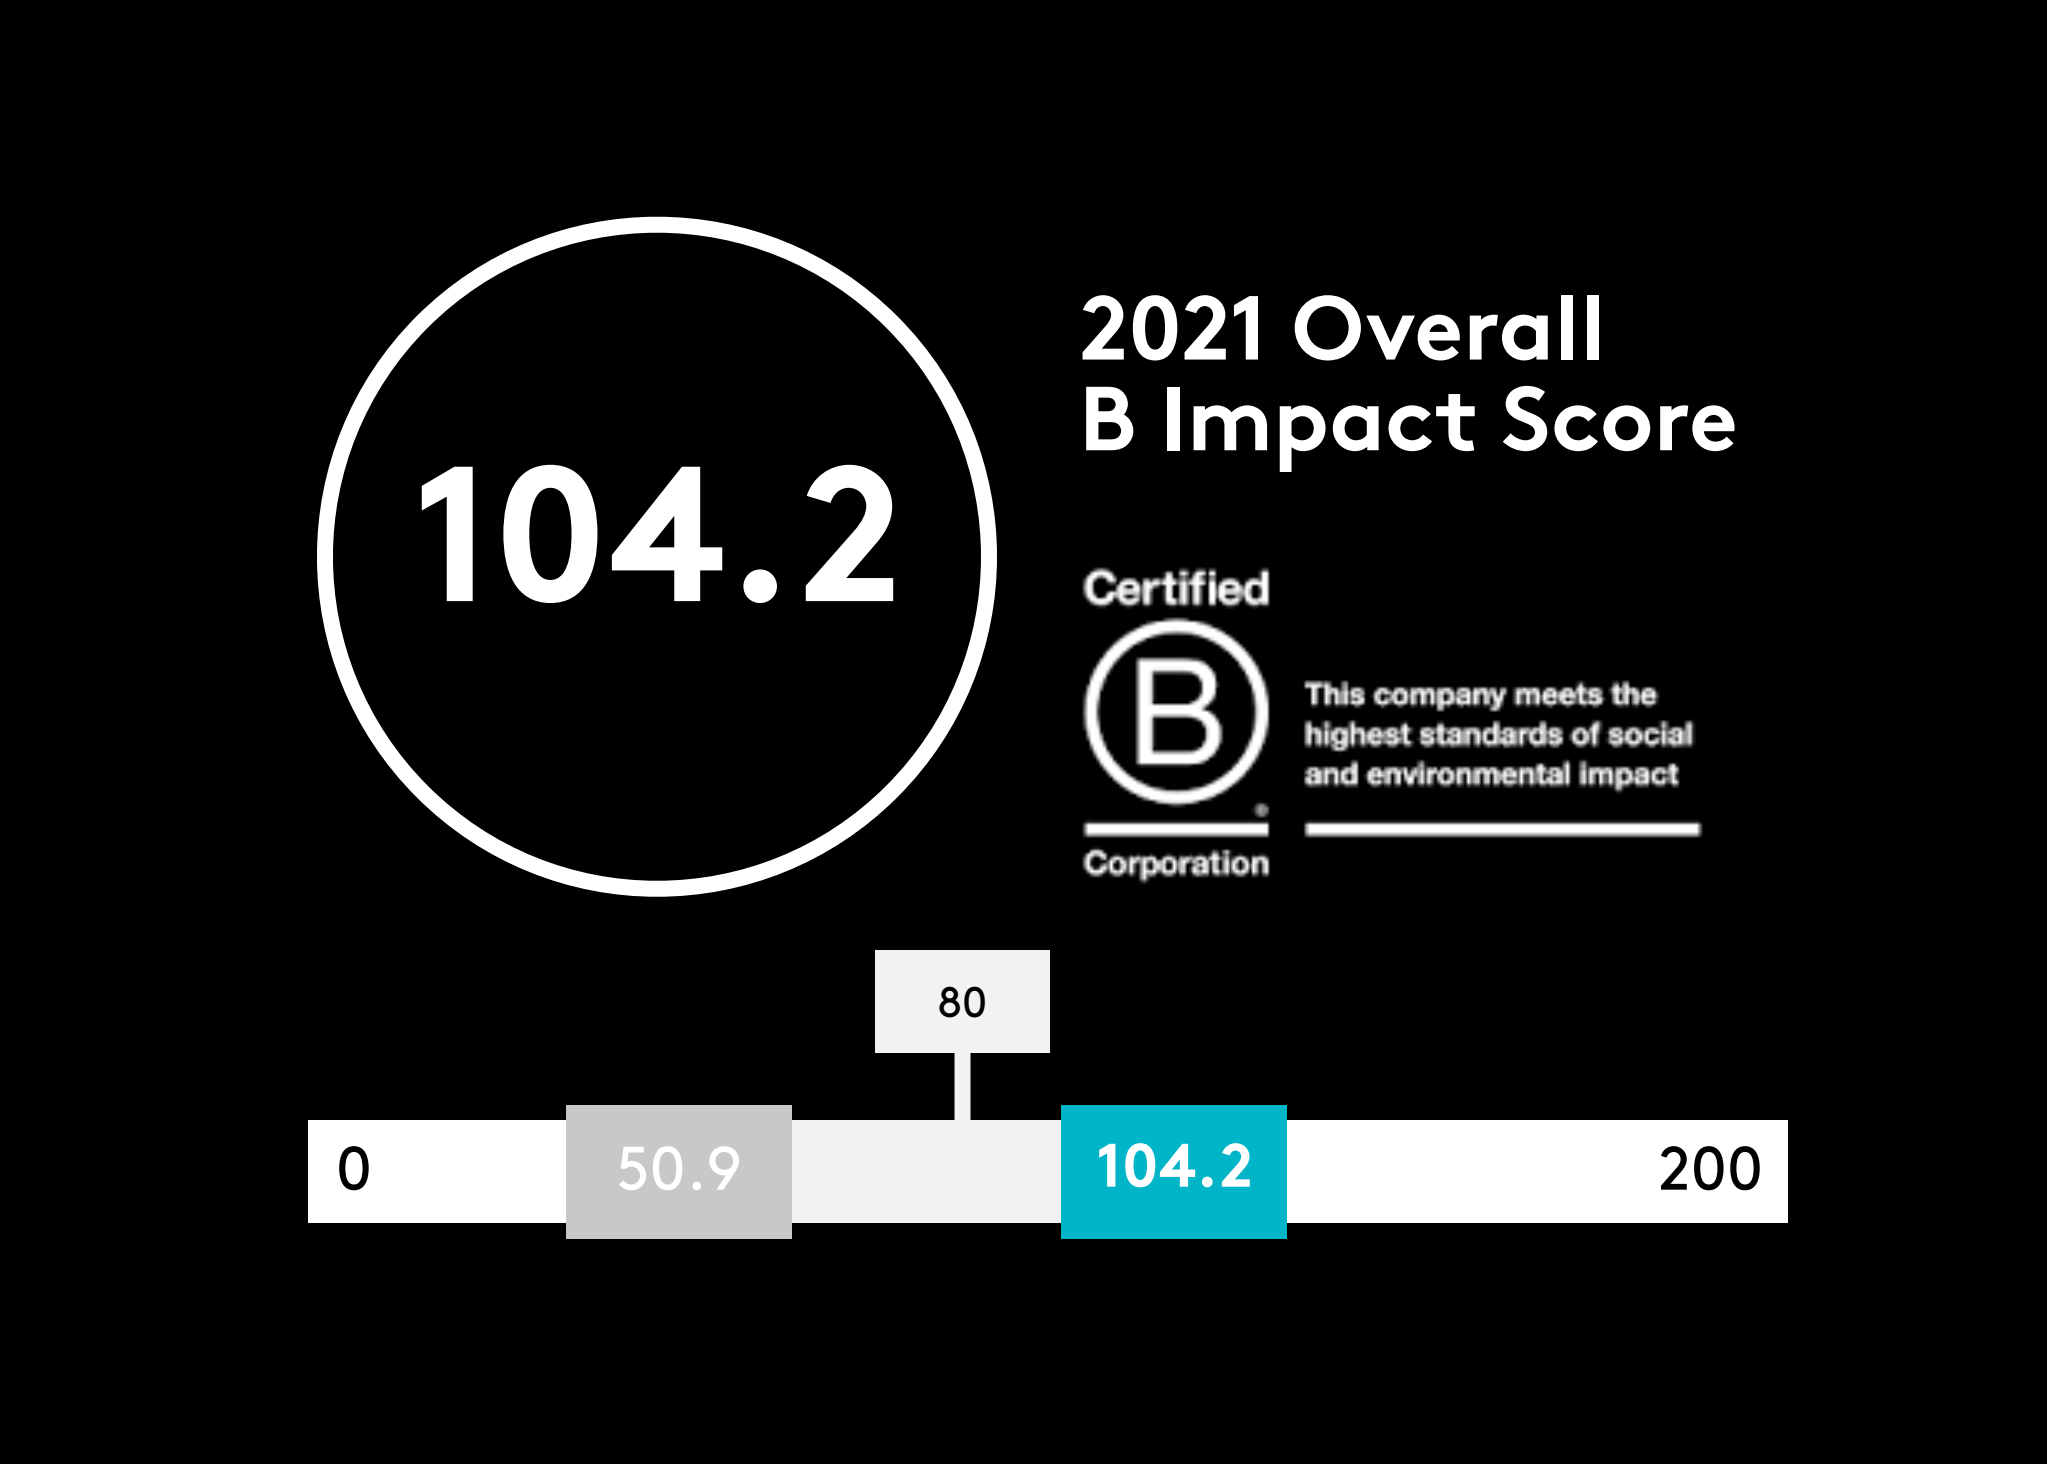 104.2
2021 Overall
B Impact Score
Certified
B
®
Corporation
This company meets the
highest standards of social
and environmental impact
80
0
50.9
104.2
200